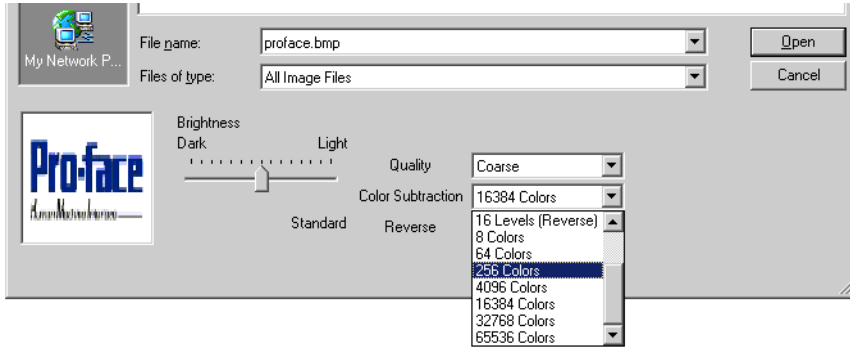 My Network P...
File name:
proface.bmp
Open
Files of type:
All Image Files
Cancel
Brightness
Dark
Light
Quality
Coarse
Color Subtraction
16384 Colors
Standard
Reverse
16 Levels (Reverse)
8 Colors
64 Colors
256 Colors
4096 Colors
16384 Colors
32768 Colors
65536 Colors
Pro-face